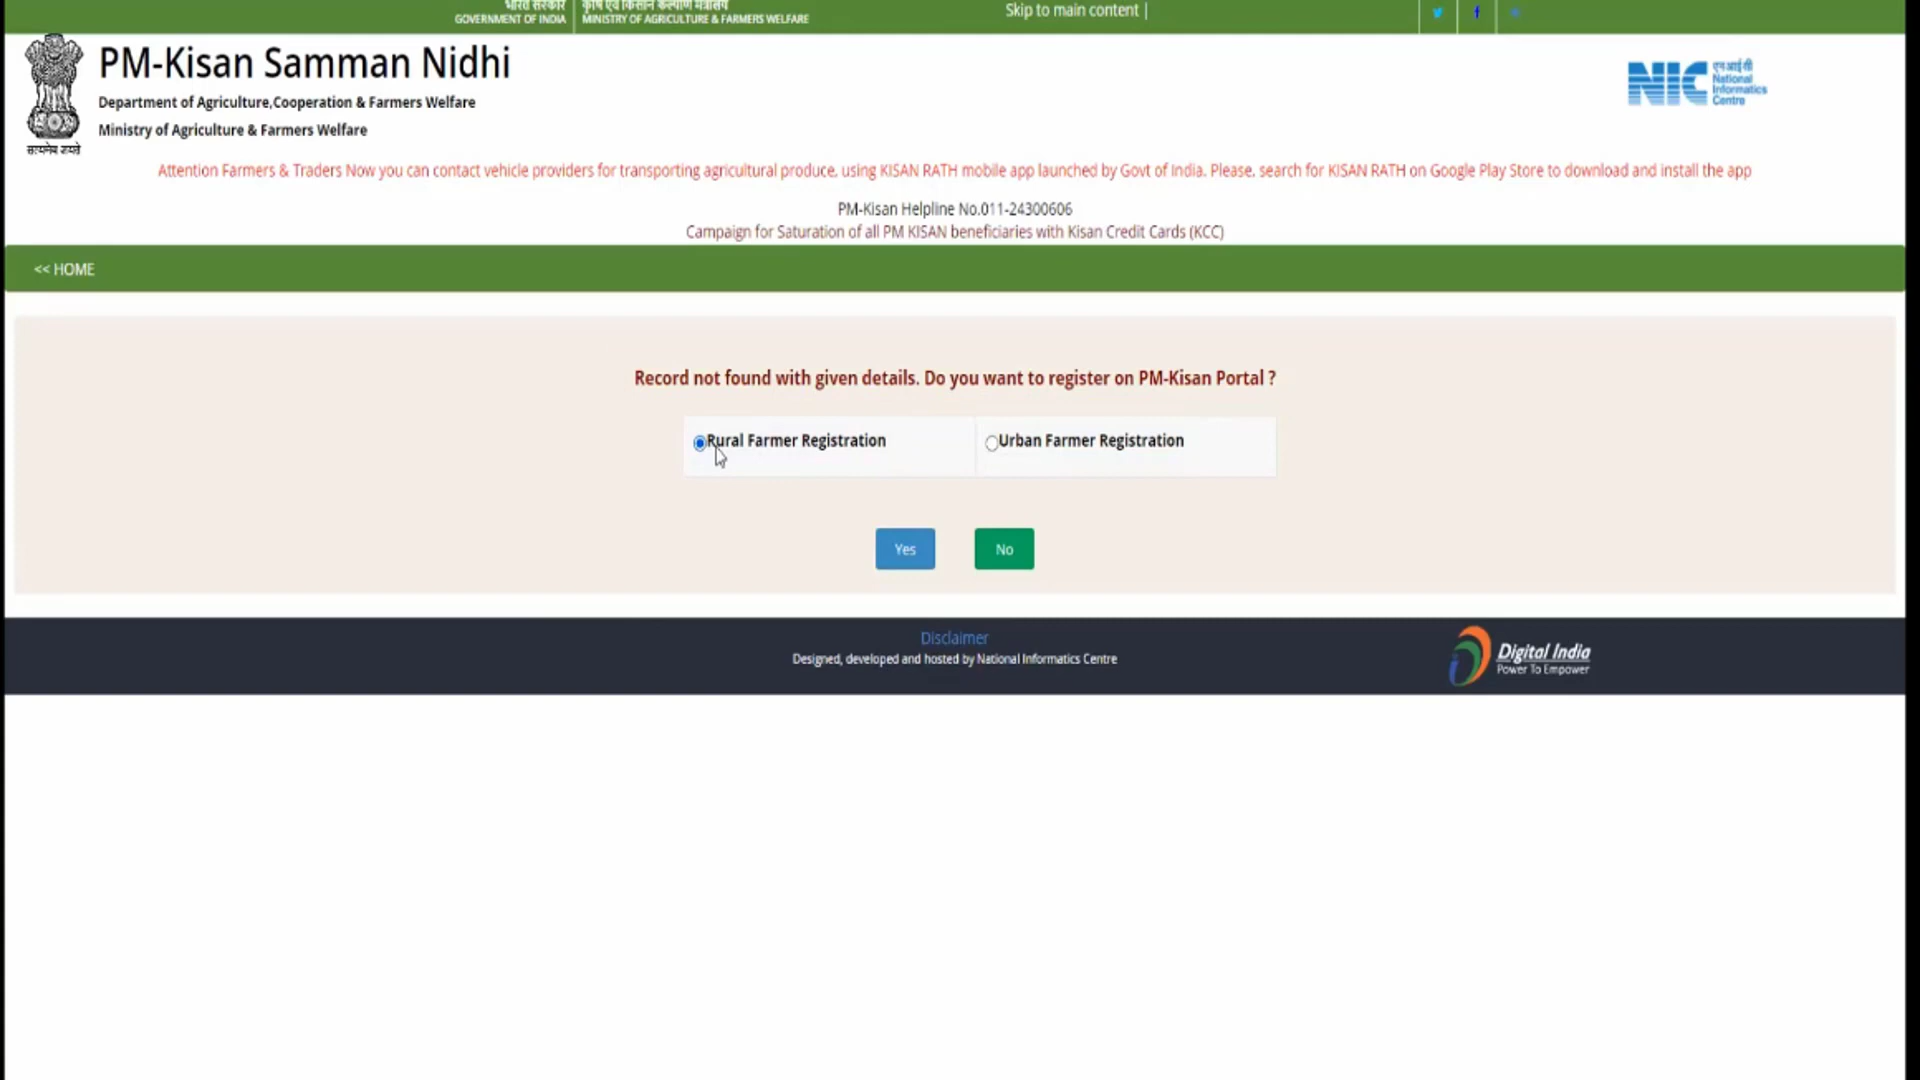 भारत सरकार
GOVERNMENT OF INDIA
कृषि एवं किसान कल्याण मंत्रालय
MINISTRY OF AGRICULTURE & FARMERS WELFARE
Skip to main content |
PM-Kisan Samman Nidhi
Department of Agriculture,Cooperation & Farmers Welfare
Ministry of Agriculture & Farmers Welfare
सत्यमेव जयते
NIC
एन आई सी
National
Informatics
Centre
Attention Farmers & Traders Now you can contact vehicle providers for transporting agricultural produce, using KISAN RATH mobile app launched by Govt of India. Please, search for KISAN RATH on Google Play Store to download and install the app
PM-Kisan Helpline No.011-24300606
Campaign for Saturation of all PM KISAN beneficiaries with Kisan Credit Cards (KCC)
<< HOME
Record not found with given details. Do you want to register on PM-Kisan Portal ?
Rural Farmer Registration
Urban Farmer Registration
Yes
No
Disclaimer
Designed, developed and hosted by National Informatics Centre
Digital India
Power To Empower